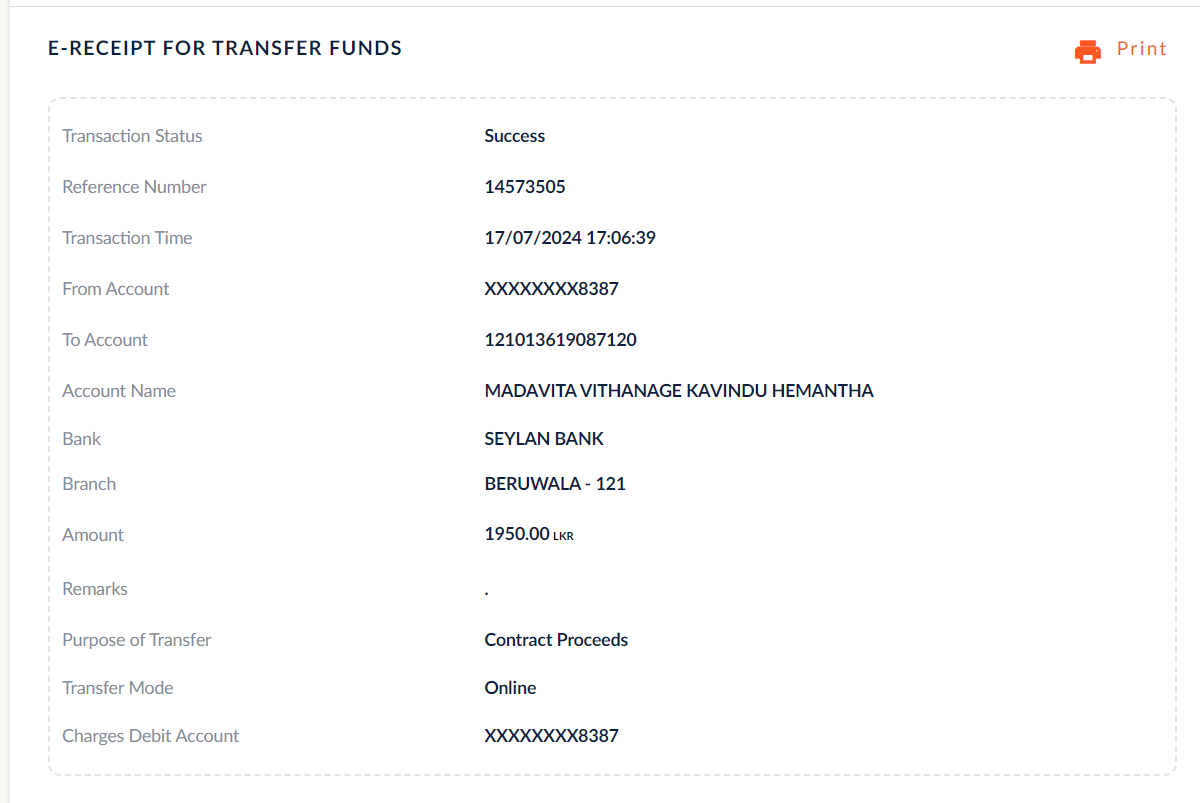 E-RECEIPT FOR TRANSFER FUNDS Print
Transaction Status Success
Reference Number 14573505
Transaction Time 17/07/2024 17:06:39
From Account XXXXXXXX8387
To Account 121013619087120
Account Name MADAVITA VITHANAGE KAVINDU HEMANTHA
Bank SEYLAN BANK
Branch BERUWALA - 121
Amount 1950.00 LKR
Remarks .
Purpose of Transfer Contract Proceeds
Transfer Mode Online
Charges Debit Account XXXXXXXX8387